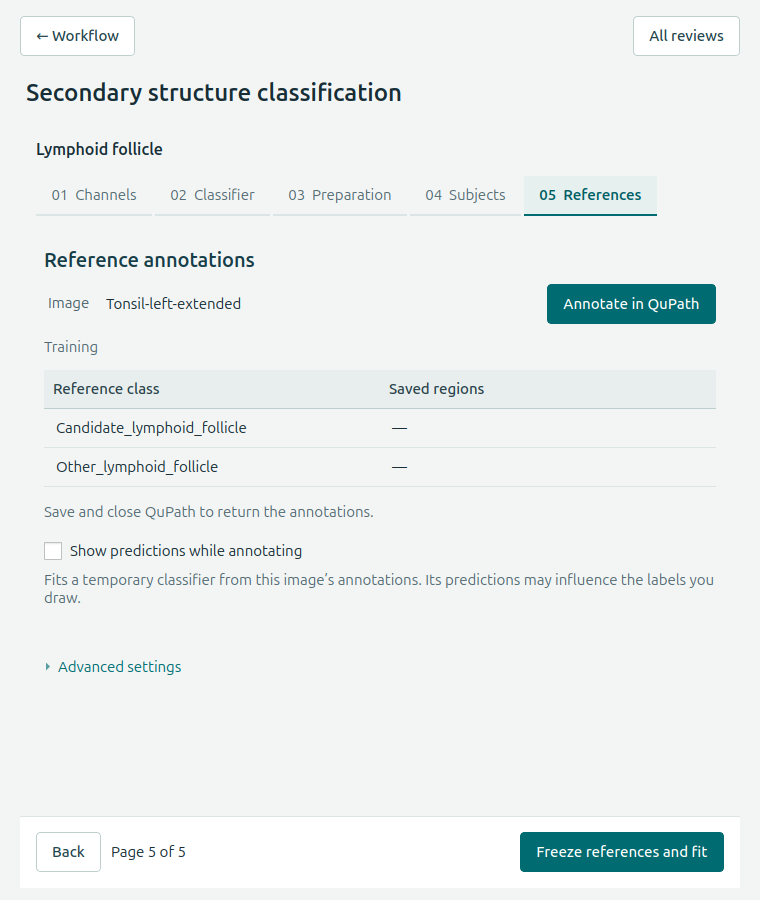 ← Workflow
All reviews
Secondary structure classification
Lymphoid follicle
01 Channels
02 Classifier
03 Preparation
04 Subjects
05 References
Reference annotations
Image Tonsil-left-extended
Annotate in QuPath
Training
Reference class Saved regions
Candidate_lymphoid_follicle —
Other_lymphoid_follicle —
Save and close QuPath to return the annotations.
Show predictions while annotating
Fits a temporary classifier from this image’s annotations. Its predictions may influence the labels you
draw.
Advanced settings
Back
Page 5 of 5
Freeze references and fit